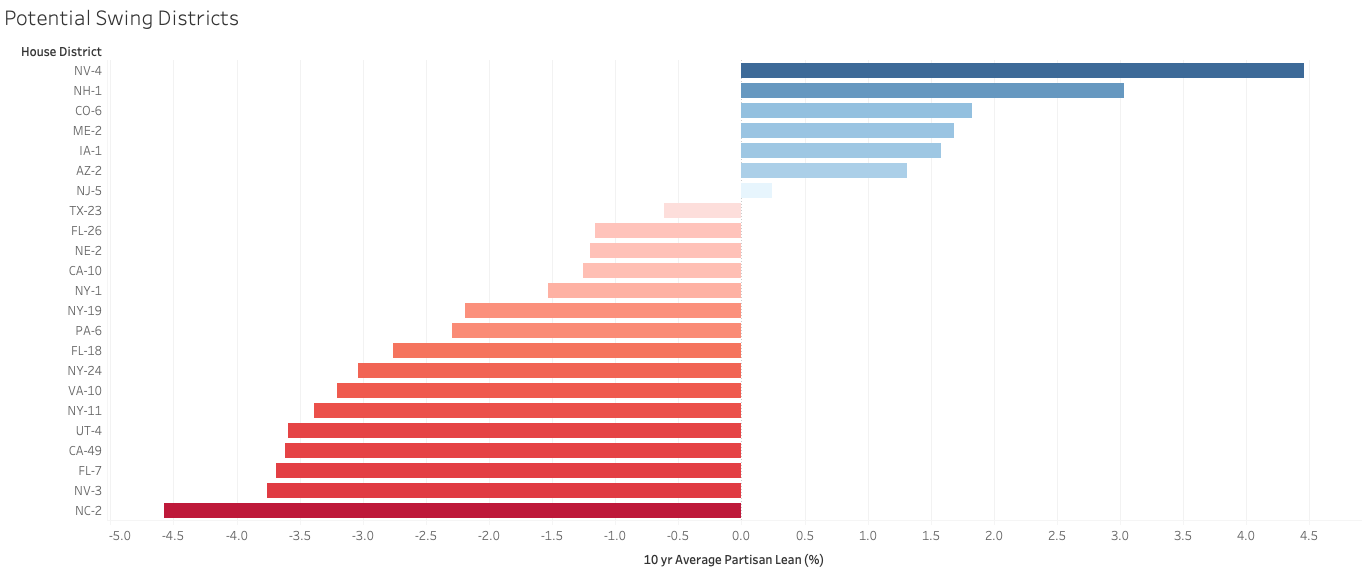 Potential Swing Districts
House District
NV-4
NH-1
CO-6
ME-2
IA-1
AZ-2
NJ-5
TX-23
FL-26
NE-2
CA-10
NY-1
NY-19
PA-6
FL-18
NY-24
VA-10
NY-11
UT-4
CA-49
FL-7
NV-3
NC-2
-5.0 -4.5 -4.0 -3.5 -3.0 -2.5 -2.0 -1.5 -1.0 -0.5 0.0 0.5 1.0 1.5 2.0 2.5 3.0 3.5 4.0 4.5
10 yr Average Partisan Lean (%)